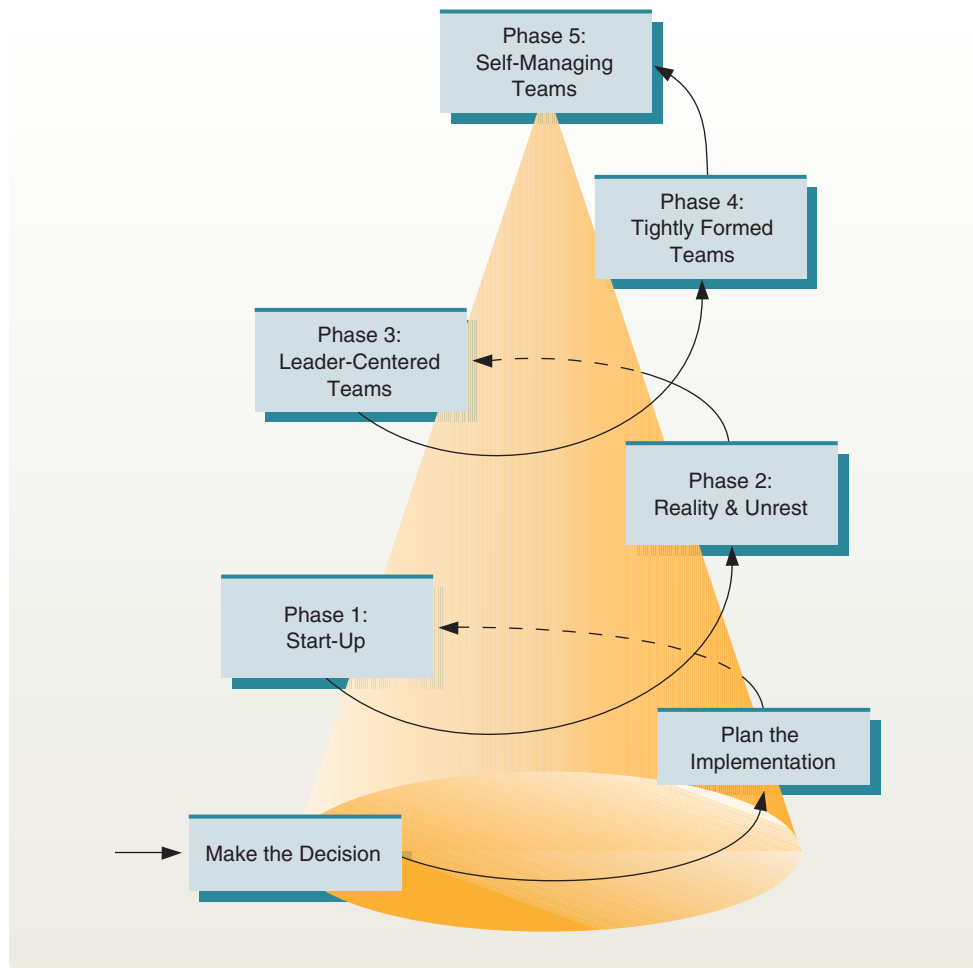 Phase 5:
Self-Managing
Teams
Phase 4:
Tightly Formed
Teams
Phase 3:
Leader-Centered
Teams
Phase 2:
Reality & Unrest
Phase 1:
Start-Up
Plan the
Implementation
Make the Decision